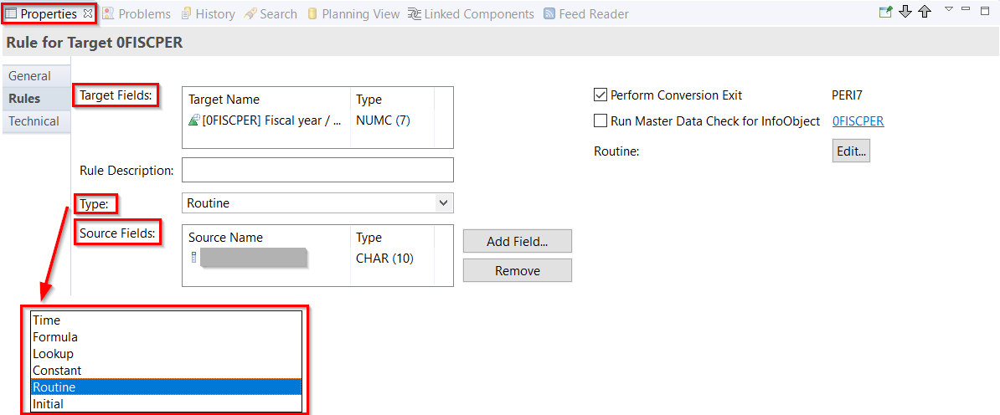 Properties Problems History Search Planning View Linked Components Feed Reader
Rule for Target 0FISCPER
General
Rules
Technical
Target Fields:
Target Name Type
[0FISCPER] Fiscal year / ... NUMC (7)
Rule Description:
Type: Routine
Source Fields:
Source Name Type
CHAR (10)
Add Field...
Remove
Perform Conversion Exit PERI7
Run Master Data Check for InfoObject 0FISCPER
Routine: Edit...
Time
Formula
Lookup
Constant
Routine
Initial